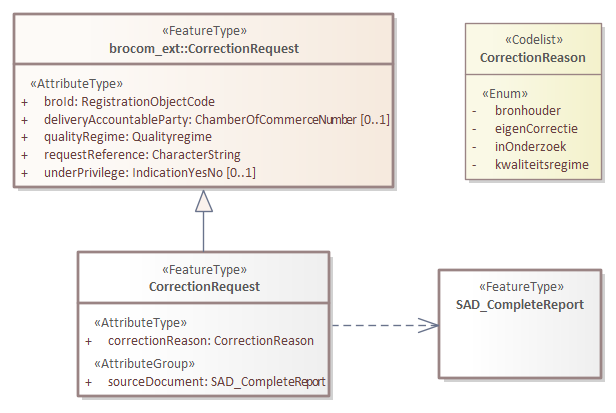 «FeatureType»
brocom_ext::CorrectionRequest
«AttributeType»
+ broId: RegistrationObjectCode
+ deliveryAccountableParty: ChamberOfCommerceNumber [0..1]
+ qualityRegime: Qualityregime
+ requestReference: CharacterString
+ underPrivilege: IndicationYesNo [0..1]
«Codelist»
CorrectionReason
«Enum»
- bronhouder
- eigenCorrectie
- inOnderzoek
- kwaliteitsregime
«FeatureType»
CorrectionRequest
«AttributeType»
+ correctionReason: CorrectionReason
«AttributeGroup»
+ sourceDocument: SAD_CompleteReport
«FeatureType»
SAD_CompleteReport